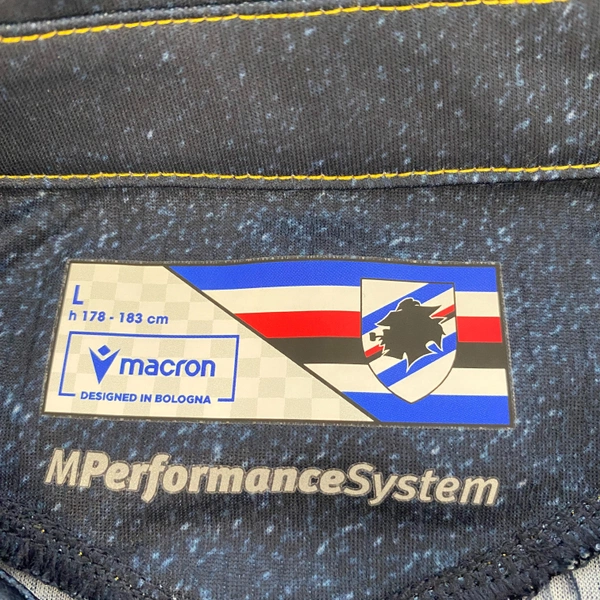 L
h 178 - 183 cm
macron
DESIGNED IN BOLOGNA
MPerformanceSystem